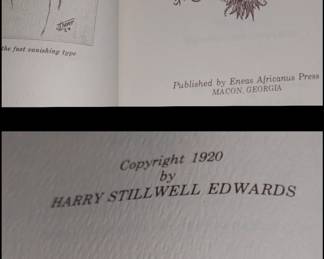 the fast vanishing type
Published by Eneas Africanus Press
MACON, GEORGIA
Copyright 1920
by
HARRY STILLWELL EDWARDS